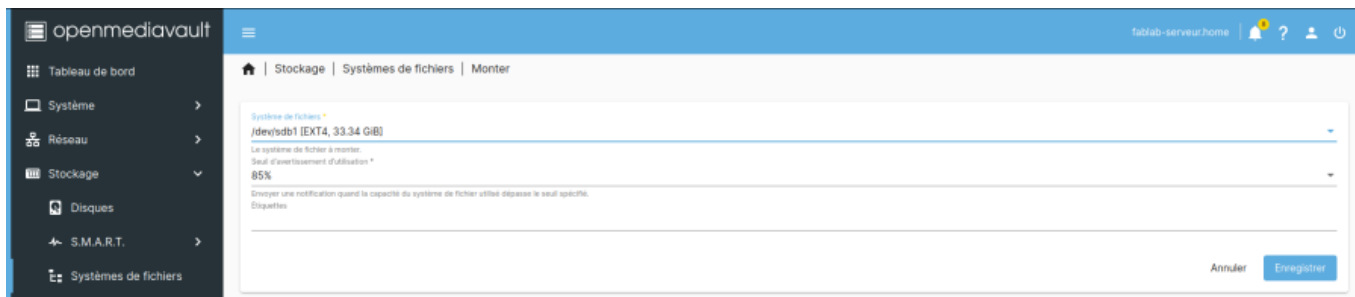 openmediavault
fablab-serveur.home
Tableau de bord
Stockage | Systèmes de fichiers | Monter
Système
Réseau
Stockage
Disques
S.M.A.R.T.
Systèmes de fichiers
Système de fichiers *
/dev/sdb1 [EXT4, 33.34 GiB]
Le système de fichier à monter.
Seuil d'avertissement d'utilisation *
85%
Envoyer une notification quand la capacité du système de fichier utilisé dépasse le seuil spécifié.
Étiquettes
Annuler
Enregistrer